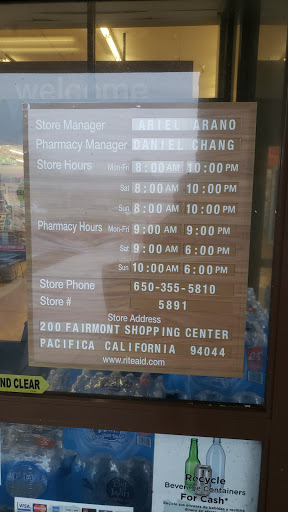 welcome
Store Manager ARIEL ARANO
Pharmacy Manager DANIEL CHANG
Store Hours Mon-Fri 8:00 AM 10:00 PM
Sat 8:00 AM 10:00 PM
Sun 8:00 AM 10:00 PM
Pharmacy Hours Mon-Fri 9:00 AM 9:00 PM
Sat 9:00 AM 6:00 PM
Sun 10:00 AM 6:00 PM
Store Phone 650-355-5810
Store # 5891
Store Address
200 FAIRMONT SHOPPING CENTER
PACIFICA CALIFORNIA 94044
www.riteaid.com
ND CLEAR
Recycle
Beverage Containers
For Cash*
VISA